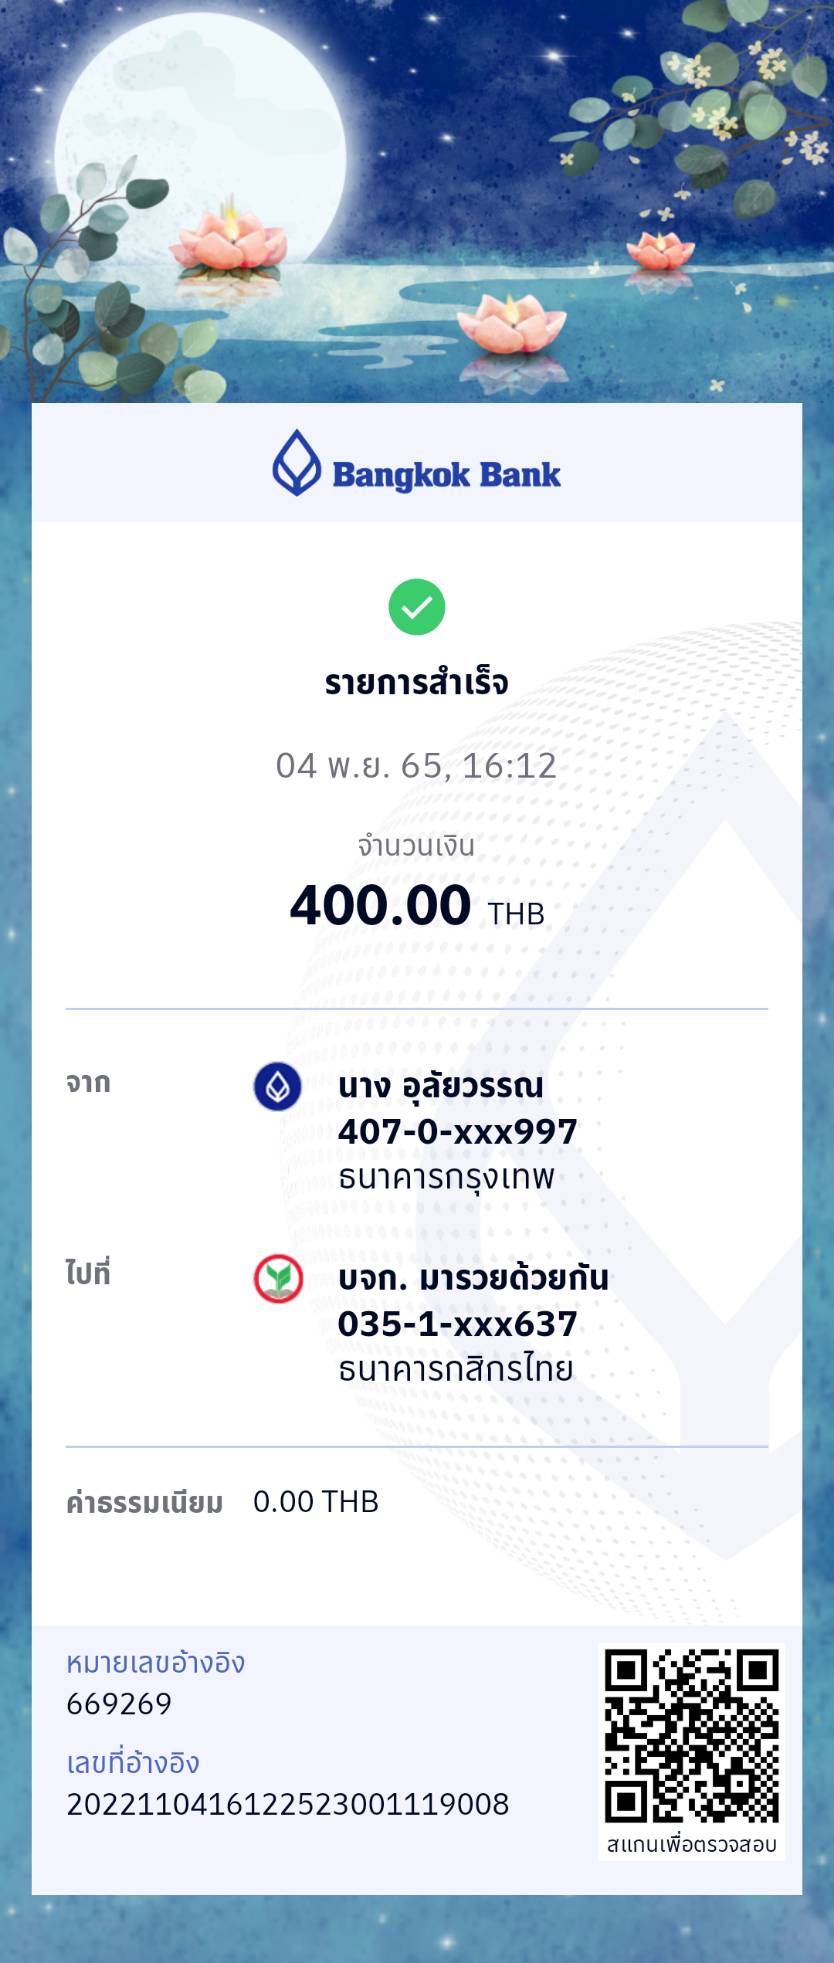 Bangkok Bank
รายการสำเร็จ
04 พ.ย. 65, 16:12
จำนวนเงิน
400.00 THB
จาก
นาง อุลัยวรรณ
407-0-xxx997
ธนาคารกรุงเทพ
ไปที่
บจก. มารวยด้วยกัน
035-1-xxx637
ธนาคารกสิกรไทย
ค่าธรรมเนียม 0.00 THB
หมายเลขอ้างอิง
669269
เลขที่อ้างอิง
2022110416122523001119008
สแกนเพื่อตรวจสอบ